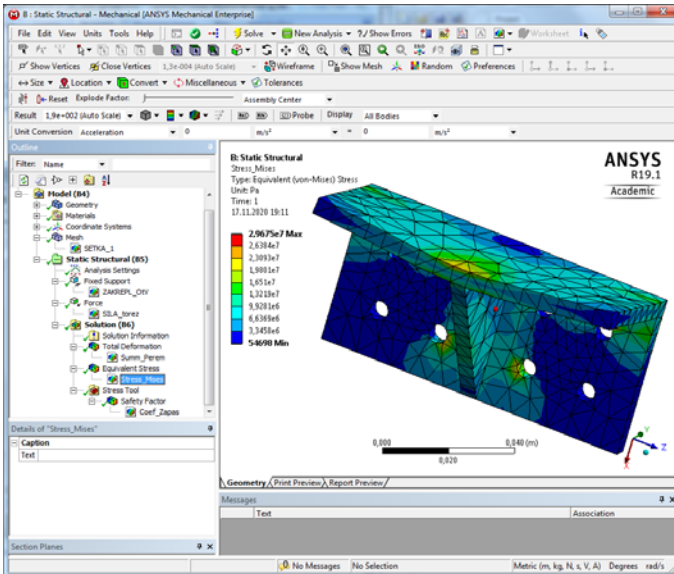 B : Static Structural - Mechanical [ANSYS Mechanical Enterprise]
File Edit View Units Tools Help Solve New Analysis ?/ Show Errors Worksheet
Show Vertices Close Vertices 1,3e-004 (Auto Scale) Wireframe Show Mesh Random Preferences
Size Location Convert Miscellaneous Tolerances
Reset Explode Factor: Assembly Center
Result 1,9e+002 (Auto Scale) Probe Display All Bodies
Unit Conversion Acceleration 0 m/s² = 0 m/s²
Outline
Filter: Name
Model (B4)
Geometry
Materials
Coordinate Systems
Mesh
SETKA_1
Static Structural (B5)
Analysis Settings
Fixed Support
ZAKREPL_OtV
Force
SILA_torez
Solution (B6)
Solution Information
Total Deformation
Summ_Perem
Equivalent Stress
Stress_Mises
Stress Tool
Safety Factor
Coef_Zapas
Details of "Stress_Mises"
Caption
Text
Section Planes
B: Static Structural
Stress_Mises
Type: Equivalent (von-Mises) Stress
Unit: Pa
Time: 1
17.11.2020 19:11
2,9675e7 Max
2,6384e7
2,3093e7
1,9801e7
1,651e7
1,3219e7
9,9281e6
6,6369e6
3,3458e6
54698 Min
ANSYS
R19.1
Academic
0,000
0,040 (m)
0,020
Y
Z
X
Geometry Print Preview Report Preview
Messages
Text Association
No Messages No Selection Metric (m, kg, N, s, V, A) Degrees rad/s